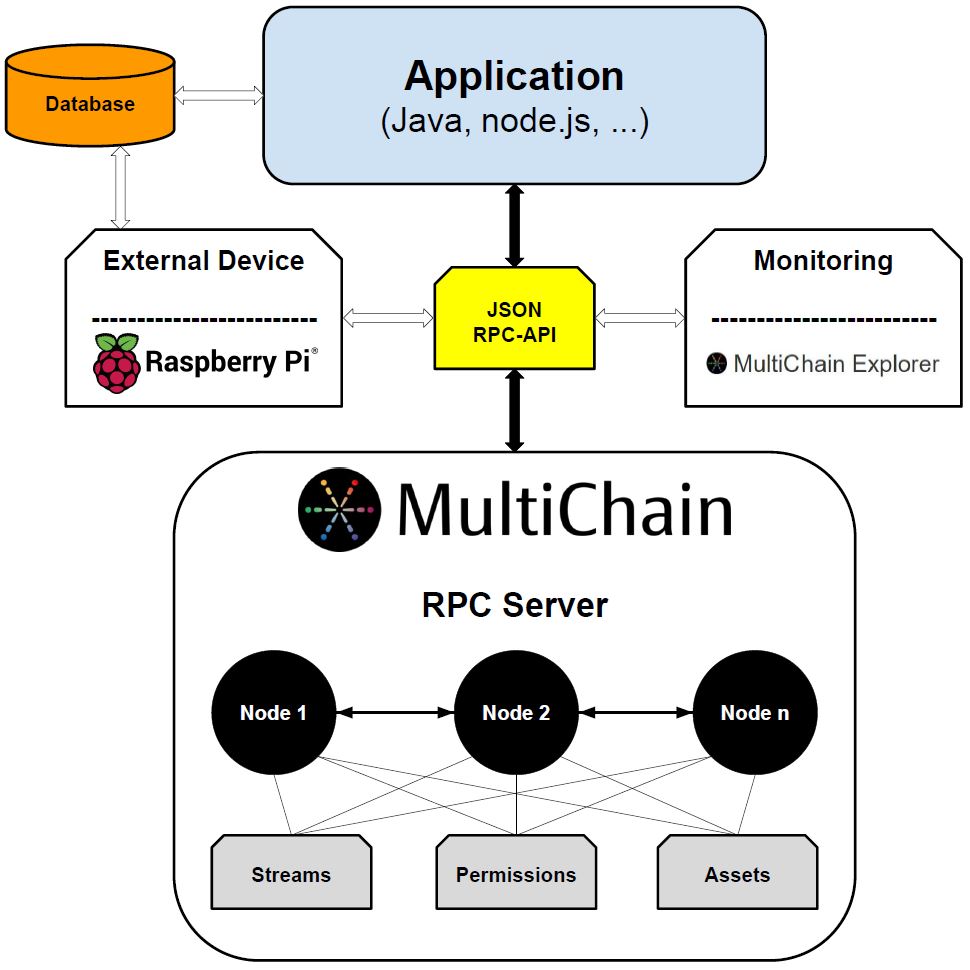 Application
(Java, node.js, ...)
Database
External Device
-------------------------
Raspberry Pi®
JSON
RPC-API
Monitoring
-------------------------
MultiChain Explorer
MultiChain
RPC Server
Node 1
Node 2
Node n
Streams
Permissions
Assets